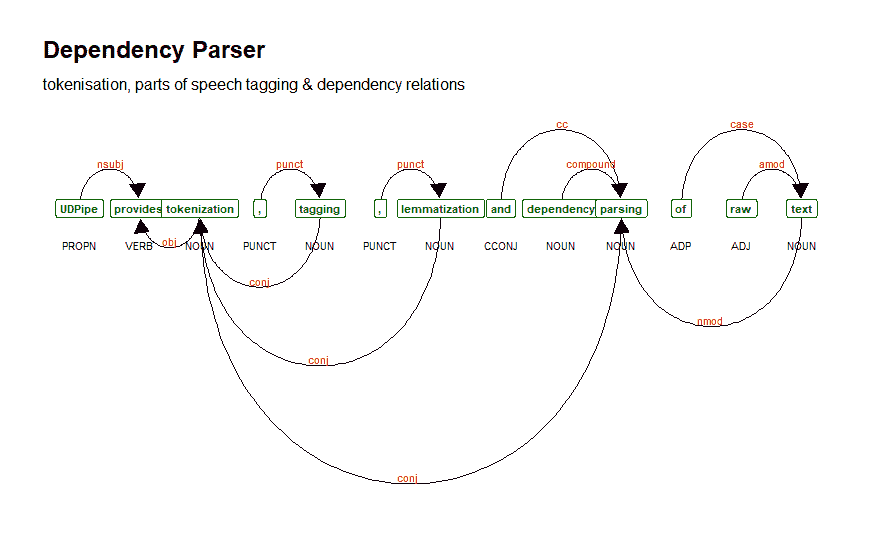 Dependency Parser
tokenisation, parts of speech tagging & dependency relations
cc case
nsubj punct punct compound amod
UDPipe provides tokenization , tagging , lemmatization and dependency parsing of raw text
PROPN VERB obj NOUN PUNCT NOUN PUNCT NOUN CCONJ NOUN NOUN ADP ADJ NOUN
conj
nmod
conj
conj